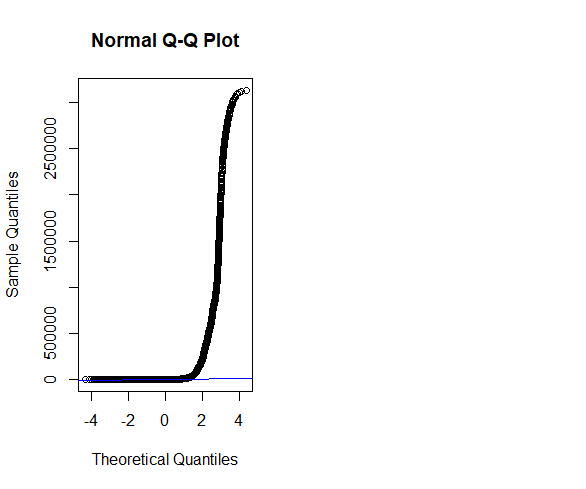 Normal Q-Q Plot
Sample Quantiles
2500000
1500000
500000
0
-4 -2 0 2 4
Theoretical Quantiles